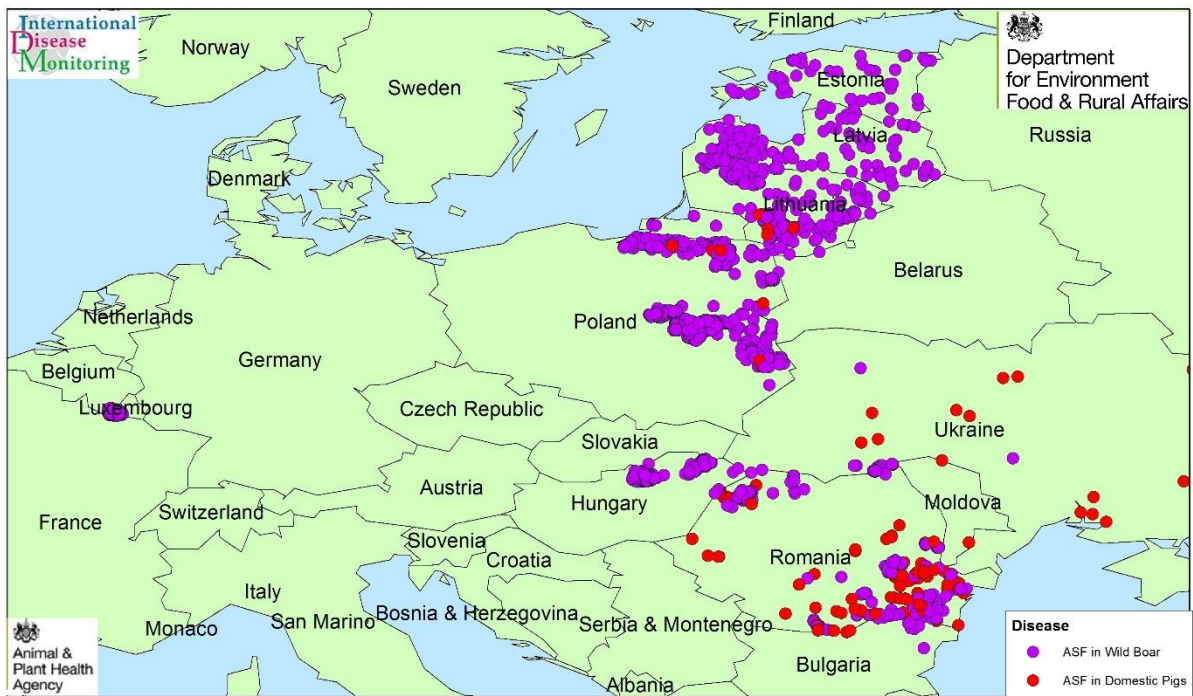 International
Disease
Monitoring
Norway
Sweden
Finland
Department
for Environment
Food & Rural Affairs
Estonia
Russia
Latvia
Denmark
Lithuania
Belarus
Netherlands
Poland
Germany
Belgium
Luxembourg
Czech Republic
Ukraine
Slovakia
Austria
Hungary
Moldova
France
Switzerland
Slovenia
Croatia
Romania
Italy
San Marino
Bosnia & Herzegovina
Serbia & Montenegro
Monaco
Bulgaria
Albania
Animal &
Plant Health
Agency
Disease
ASF in Wild Boar
ASF in Domestic Pigs